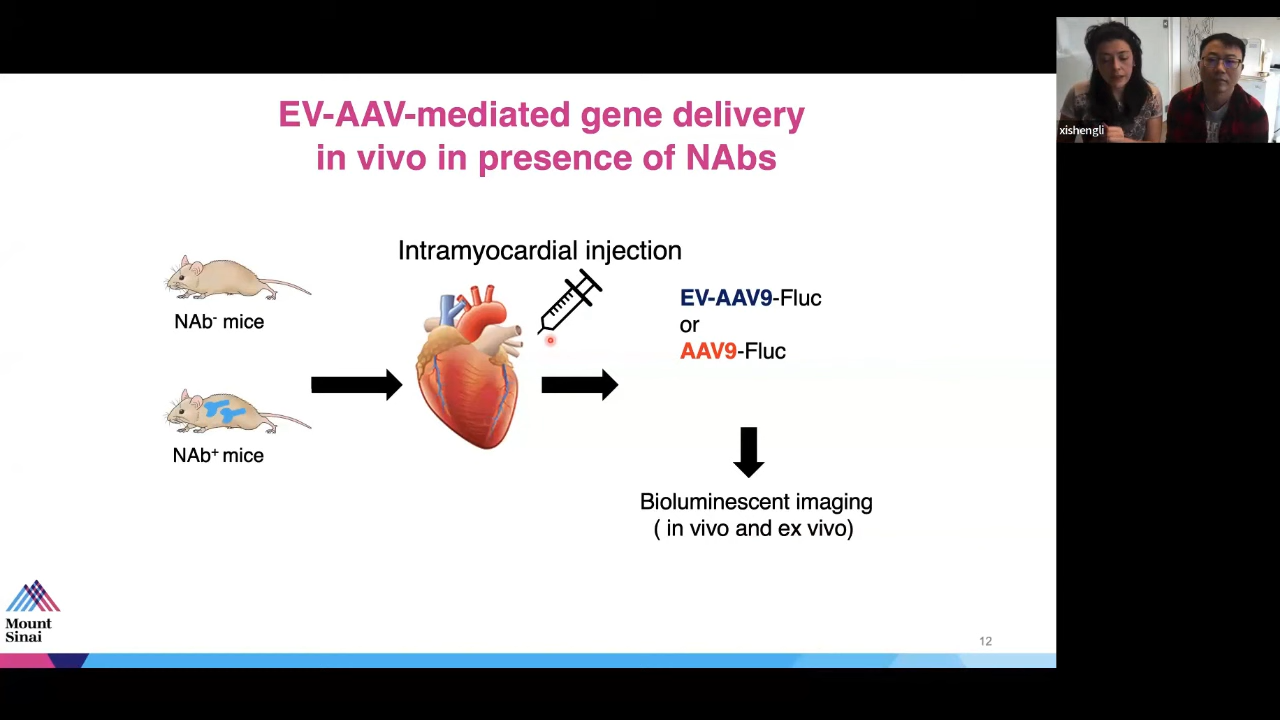 EV-AAV-mediated gene delivery
in vivo in presence of NAbs
Intramyocardial injection
NAb⁻ mice
NAb⁺ mice
EV-AAV9-Fluc
or
AAV9-Fluc
Bioluminescent imaging
( in vivo and ex vivo)
Mount
Sinai
12
xishengli